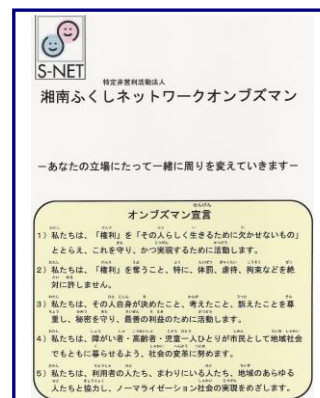 S-NET
特定非営利活動法人
湘南ふくしネットワークオンブズマン
−あなたの立場にたって一緒に周りを変えていきます−
オンブズマン宣言
1）私たちは、「権利」を「その人らしく生きるために欠かせないもの」
ととらえ、これを守り、かつ実現するために活動します。
2）私たちは、「権利」を奪うこと、特に、体罰、虐待、拘束などを絶
対に許しません。
3）私たちは、その人自身が決めたこと、考えたこと、訴えたことを尊
重し、秘密を守り、最善の利益のために活動します。
4）私たちは、障がい者・高齢者・児童一人ひとりが市民として地域社会
でともに暮らせるよう、社会の変革に努めます。
5）私たちは、利用者の人たち、まわりにいる人たち、地域のあらゆる
人たちと協力し、ノーマライゼーション社会の実現をめざします。